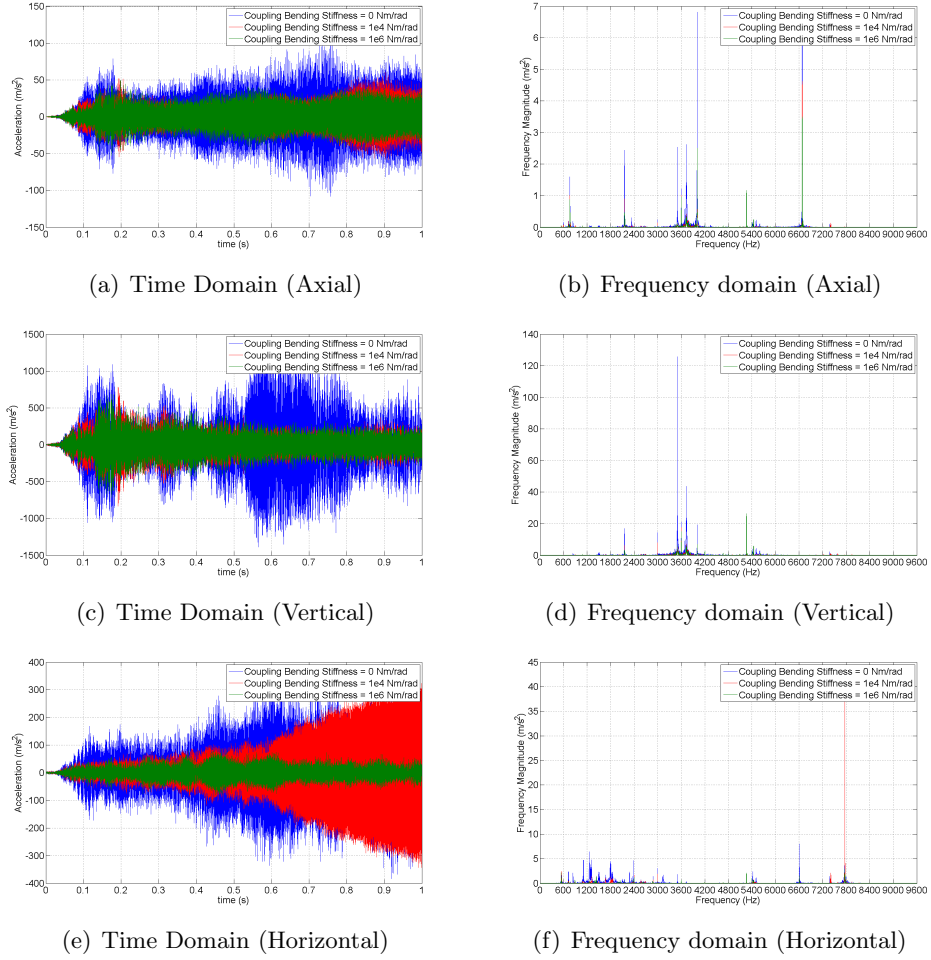 Coupling Bending Stiffness = 0 Nm/rad
Coupling Bending Stiffness = 1e4 Nm/rad
Coupling Bending Stiffness = 1e6 Nm/rad
150
100
50
0
-50
-100
-150
Acceleration (m/s²)
0 0.1 0.2 0.3 0.4 0.5 0.6 0.7 0.8 0.9 1
time (s)
(a) Time Domain (Axial)
Coupling Bending Stiffness = 0 Nm/rad
Coupling Bending Stiffness = 1e4 Nm/rad
Coupling Bending Stiffness = 1e6 Nm/rad
7
6
5
4
3
2
1
0
Frequency Magnitude (m/s²)
0 600 1200 1800 2400 3000 3600 4200 4800 5400 6000 6600 7200 7800 8400 9000 9600
Frequency (Hz)
(b) Frequency domain (Axial)
Coupling Bending Stiffness = 0 Nm/rad
Coupling Bending Stiffness = 1e4 Nm/rad
Coupling Bending Stiffness = 1e6 Nm/rad
1500
1000
500
0
-500
-1000
-1500
Acceleration (m/s²)
0 0.1 0.2 0.3 0.4 0.5 0.6 0.7 0.8 0.9 1
time (s)
(c) Time Domain (Vertical)
Coupling Bending Stiffness = 0 Nm/rad
Coupling Bending Stiffness = 1e4 Nm/rad
Coupling Bending Stiffness = 1e6 Nm/rad
140
120
100
80
60
40
20
0
Frequency Magnitude (m/s²)
0 600 1200 1800 2400 3000 3600 4200 4800 5400 6000 6600 7200 7800 8400 9000 9600
Frequency (Hz)
(d) Frequency domain (Vertical)
Coupling Bending Stiffness = 0 Nm/rad
Coupling Bending Stiffness = 1e4 Nm/rad
Coupling Bending Stiffness = 1e6 Nm/rad
400
300
200
100
0
-100
-200
-300
-400
Acceleration (m/s²)
0 0.1 0.2 0.3 0.4 0.5 0.6 0.7 0.8 0.9 1
time (s)
(e) Time Domain (Horizontal)
Coupling Bending Stiffness = 0 Nm/rad
Coupling Bending Stiffness = 1e4 Nm/rad
Coupling Bending Stiffness = 1e6 Nm/rad
45
40
35
30
25
20
15
10
5
0
Frequency Magnitude (m/s²)
0 600 1200 1800 2400 3000 3600 4200 4800 5400 6000 6600 7200 7800 8400 9000 9600
Frequency (Hz)
(f) Frequency domain (Horizontal)